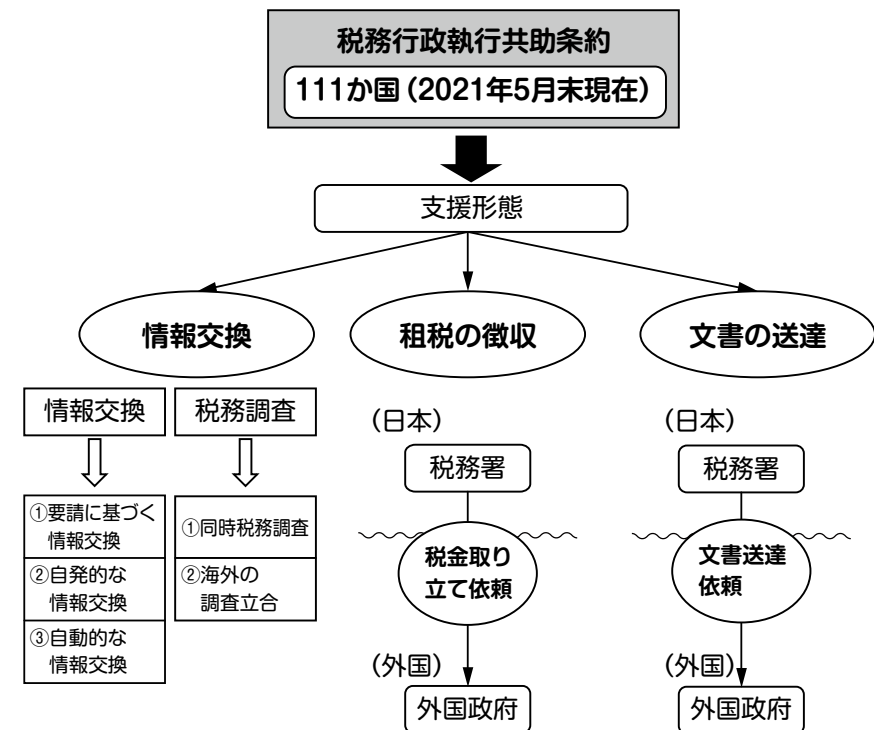 税務行政執行共助条約
111か国（2021年5月末現在）
支援形態
情報交換
租税の徴収
文書の送達
情報交換
税務調査
①要請に基づく
情報交換
②自発的な
情報交換
③自動的な
情報交換
①同時税務調査
②海外の
調査立合
(日本)
税務署
税金取り
立て依頼
(外国)
外国政府
(日本)
税務署
文書送達
依頼
(外国)
外国政府